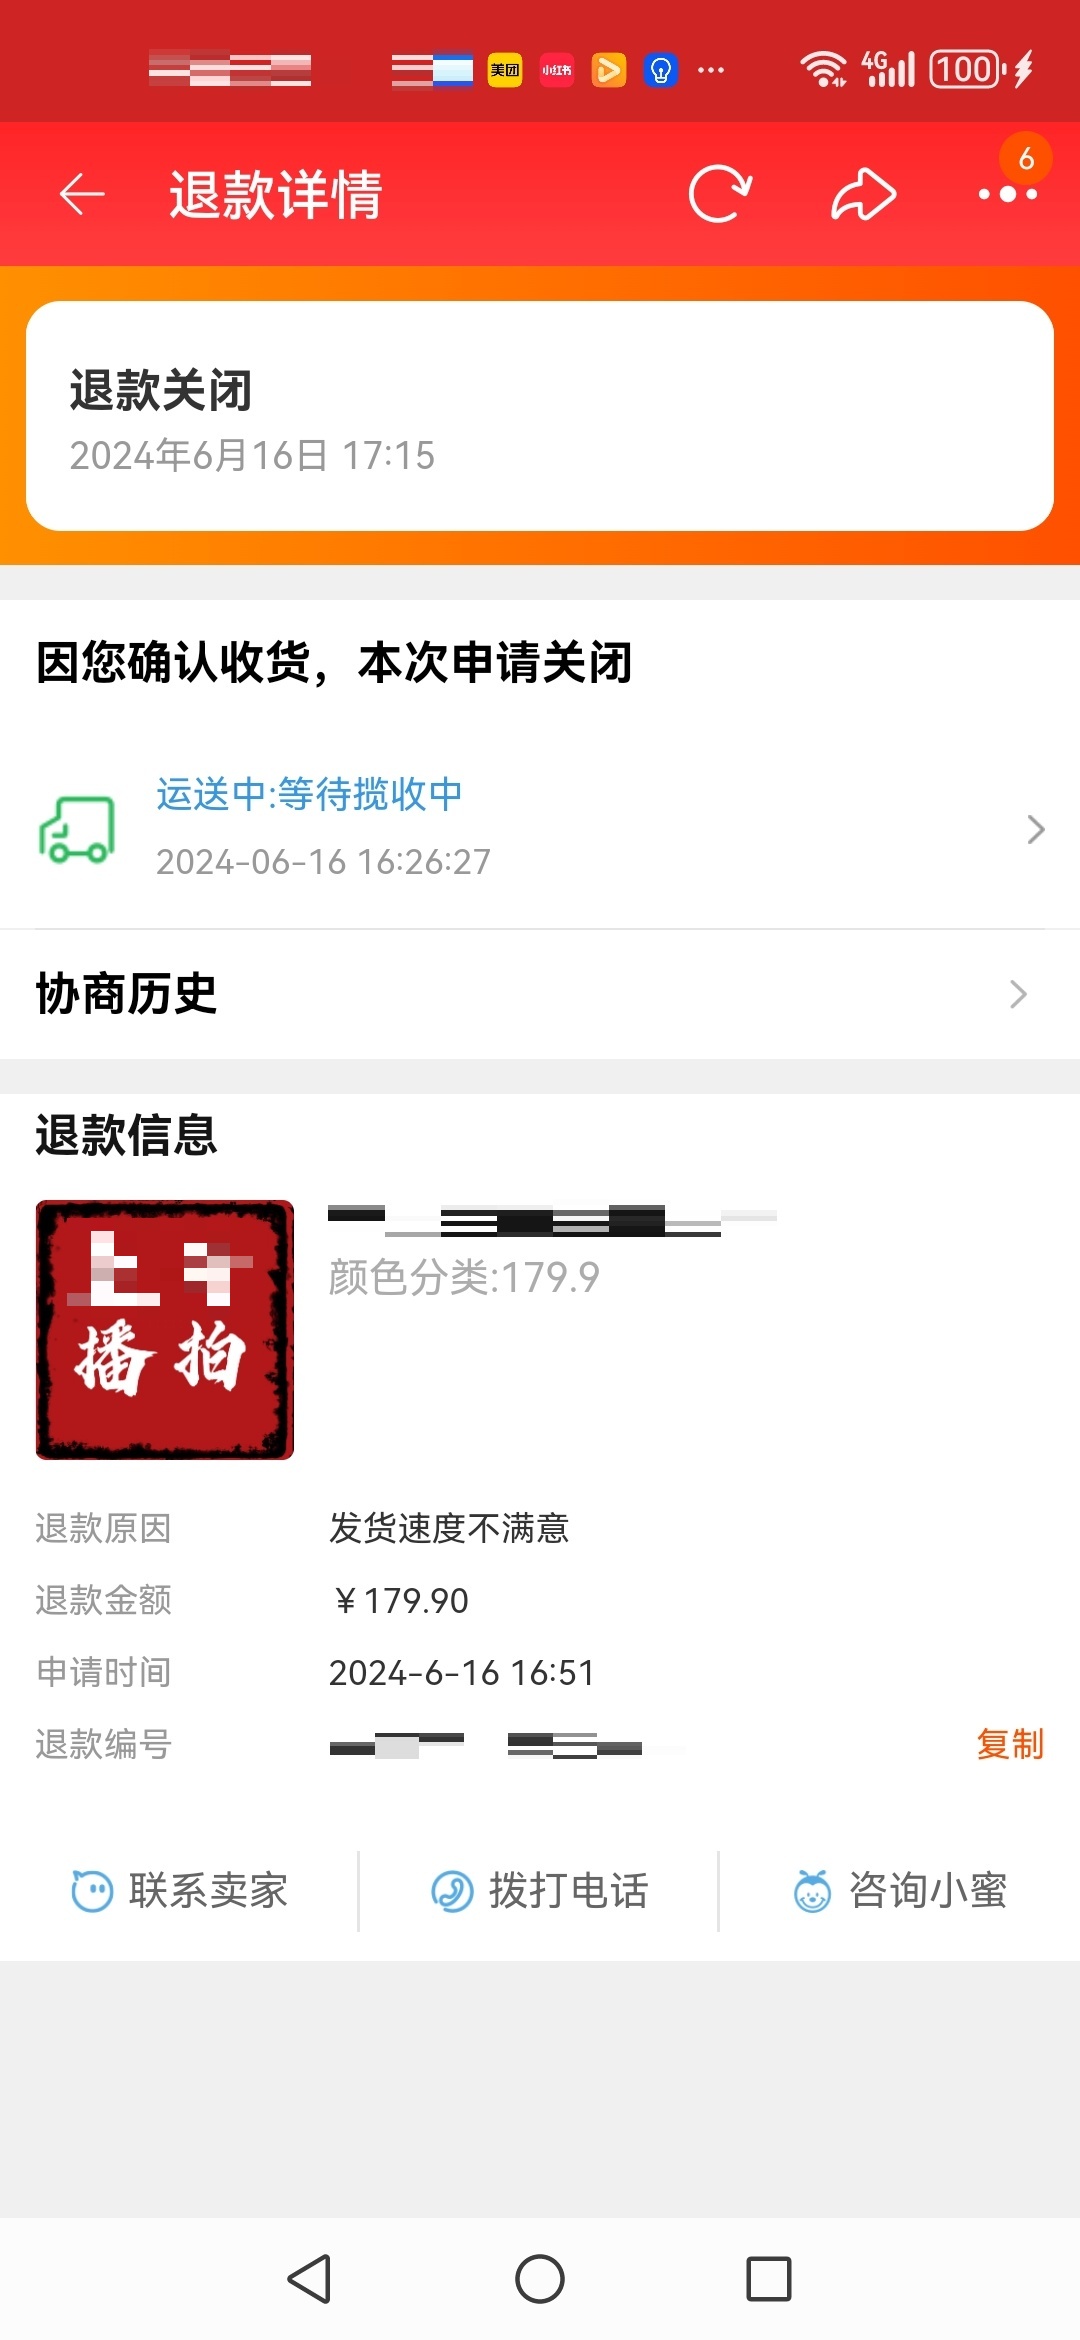 美团 小红书 4G 100
退款详情
6
退款关闭
2024年6月16日 17:15
因您确认收货，本次申请关闭
运送中:等待揽收中
2024-06-16 16:26:27
协商历史
退款信息
颜色分类:179.9
播拍
退款原因 发货速度不满意
退款金额 ￥179.90
申请时间 2024-6-16 16:51
退款编号 复制
联系卖家 拨打电话 咨询小蜜